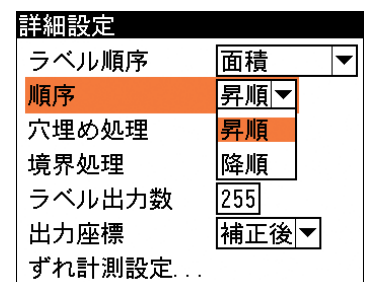 詳細設定
ラベル順序 面積
順序 昇順
穴埋め処理 昇順
境界処理 降順
ラベル出力数 255
出力座標 補正後
ずれ計測設定...